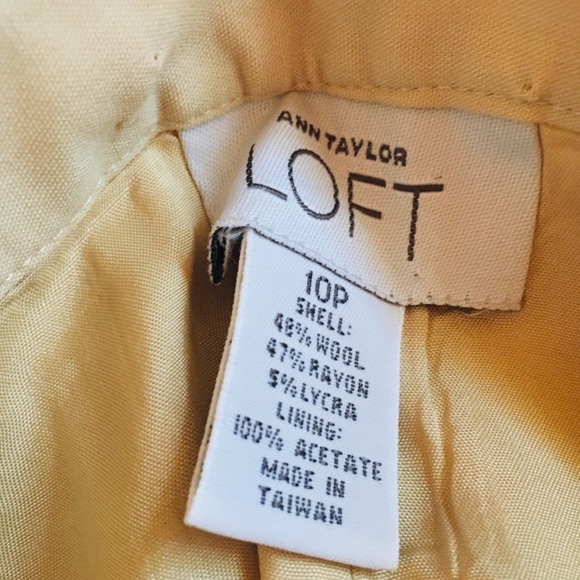 ANN TAYLOR
LOFT
10P
SHELL:
48% WOOL
47% RAYON
5% LYCRA
LINING:
100% ACETATE
MADE IN
TAIWAN